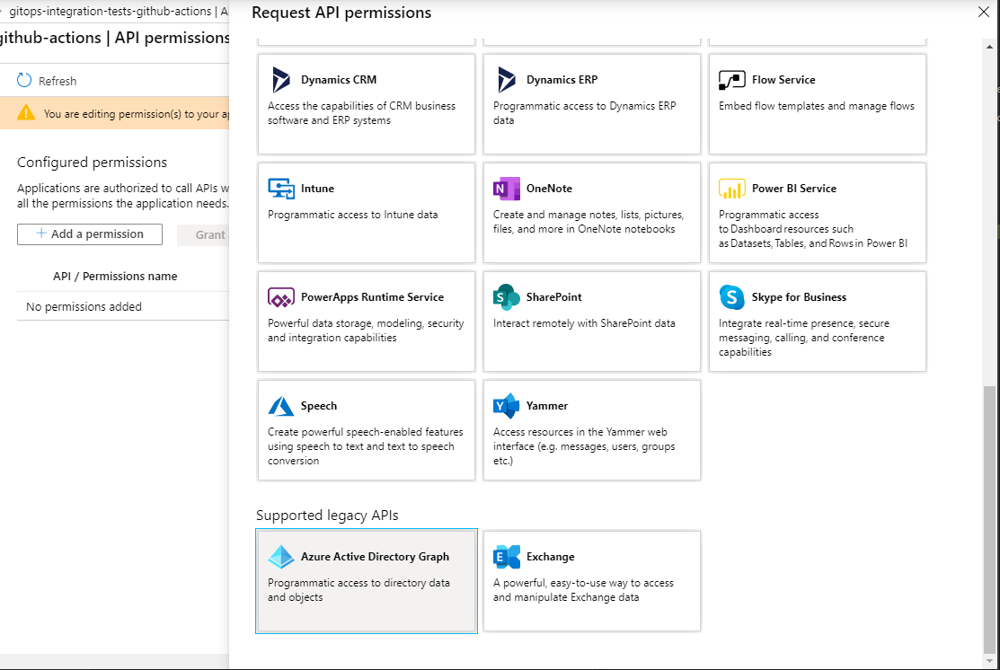 gitops-integration-tests-github-actions | A
github-actions | API permissions
Refresh
You are editing permission(s) to your ap
Configured permissions
Applications are authorized to call APIs w
all the permissions the application needs.
Add a permission
Grant
API / Permissions name
No permissions added
Request API permissions
Dynamics CRM
Access the capabilities of CRM business
software and ERP systems
Dynamics ERP
Programmatic access to Dynamics ERP
data
Flow Service
Embed flow templates and manage flows
Intune
Programmatic access to Intune data
N
OneNote
Create and manage notes, lists, pictures,
files, and more in OneNote notebooks
Power BI Service
Programmatic access
to Dashboard resources such
as Datasets, Tables, and Rows in Power BI
PowerApps Runtime Service
Powerful data storage, modeling, security
and integration capabilities
S
SharePoint
Interact remotely with SharePoint data
S
Skype for Business
Integrate real-time presence, secure
messaging, calling, and conference
capabilities
Speech
Create powerful speech-enabled features
using speech to text and text to speech
conversion
Y
Yammer
Access resources in the Yammer web
interface (e.g. messages, users, groups
etc.)
Supported legacy APIs
Azure Active Directory Graph
Programmatic access to directory data
and objects
E
Exchange
A powerful, easy-to-use way to access
and manipulate Exchange data